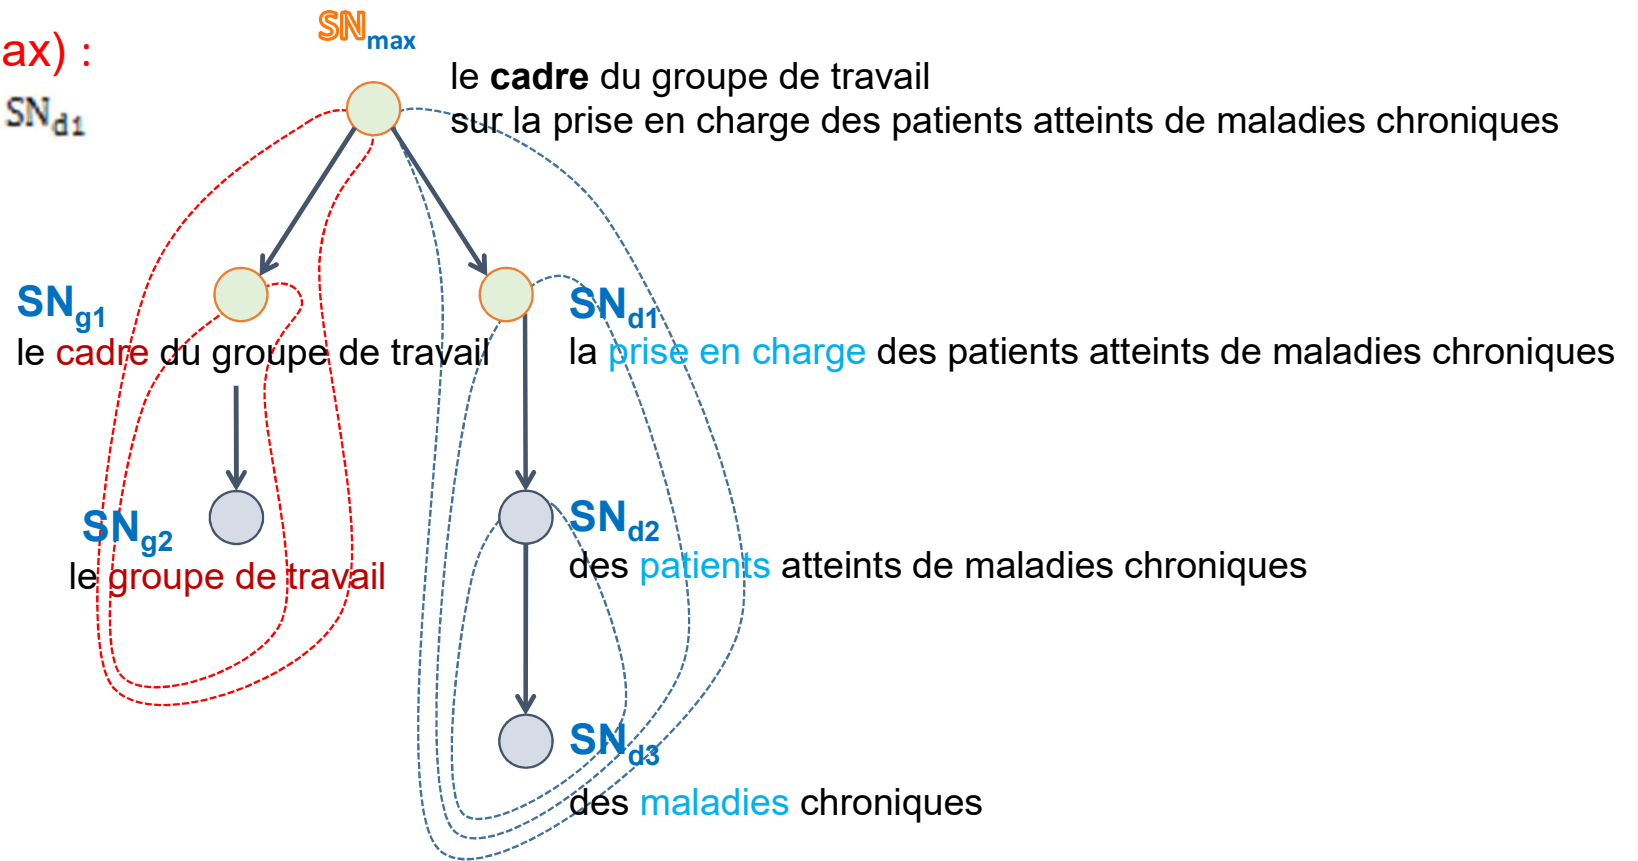 SNmax
ax) :
le cadre du groupe de travail
SNd1
sur la prise en charge des patients atteints de maladies chroniques
SNg1
le cadre du groupe de travail
SNd1
la prise en charge des patients atteints de maladies chroniques
SNg2
le groupe de travail
SNd2
des patients atteints de maladies chroniques
SNd3
des maladies chroniques